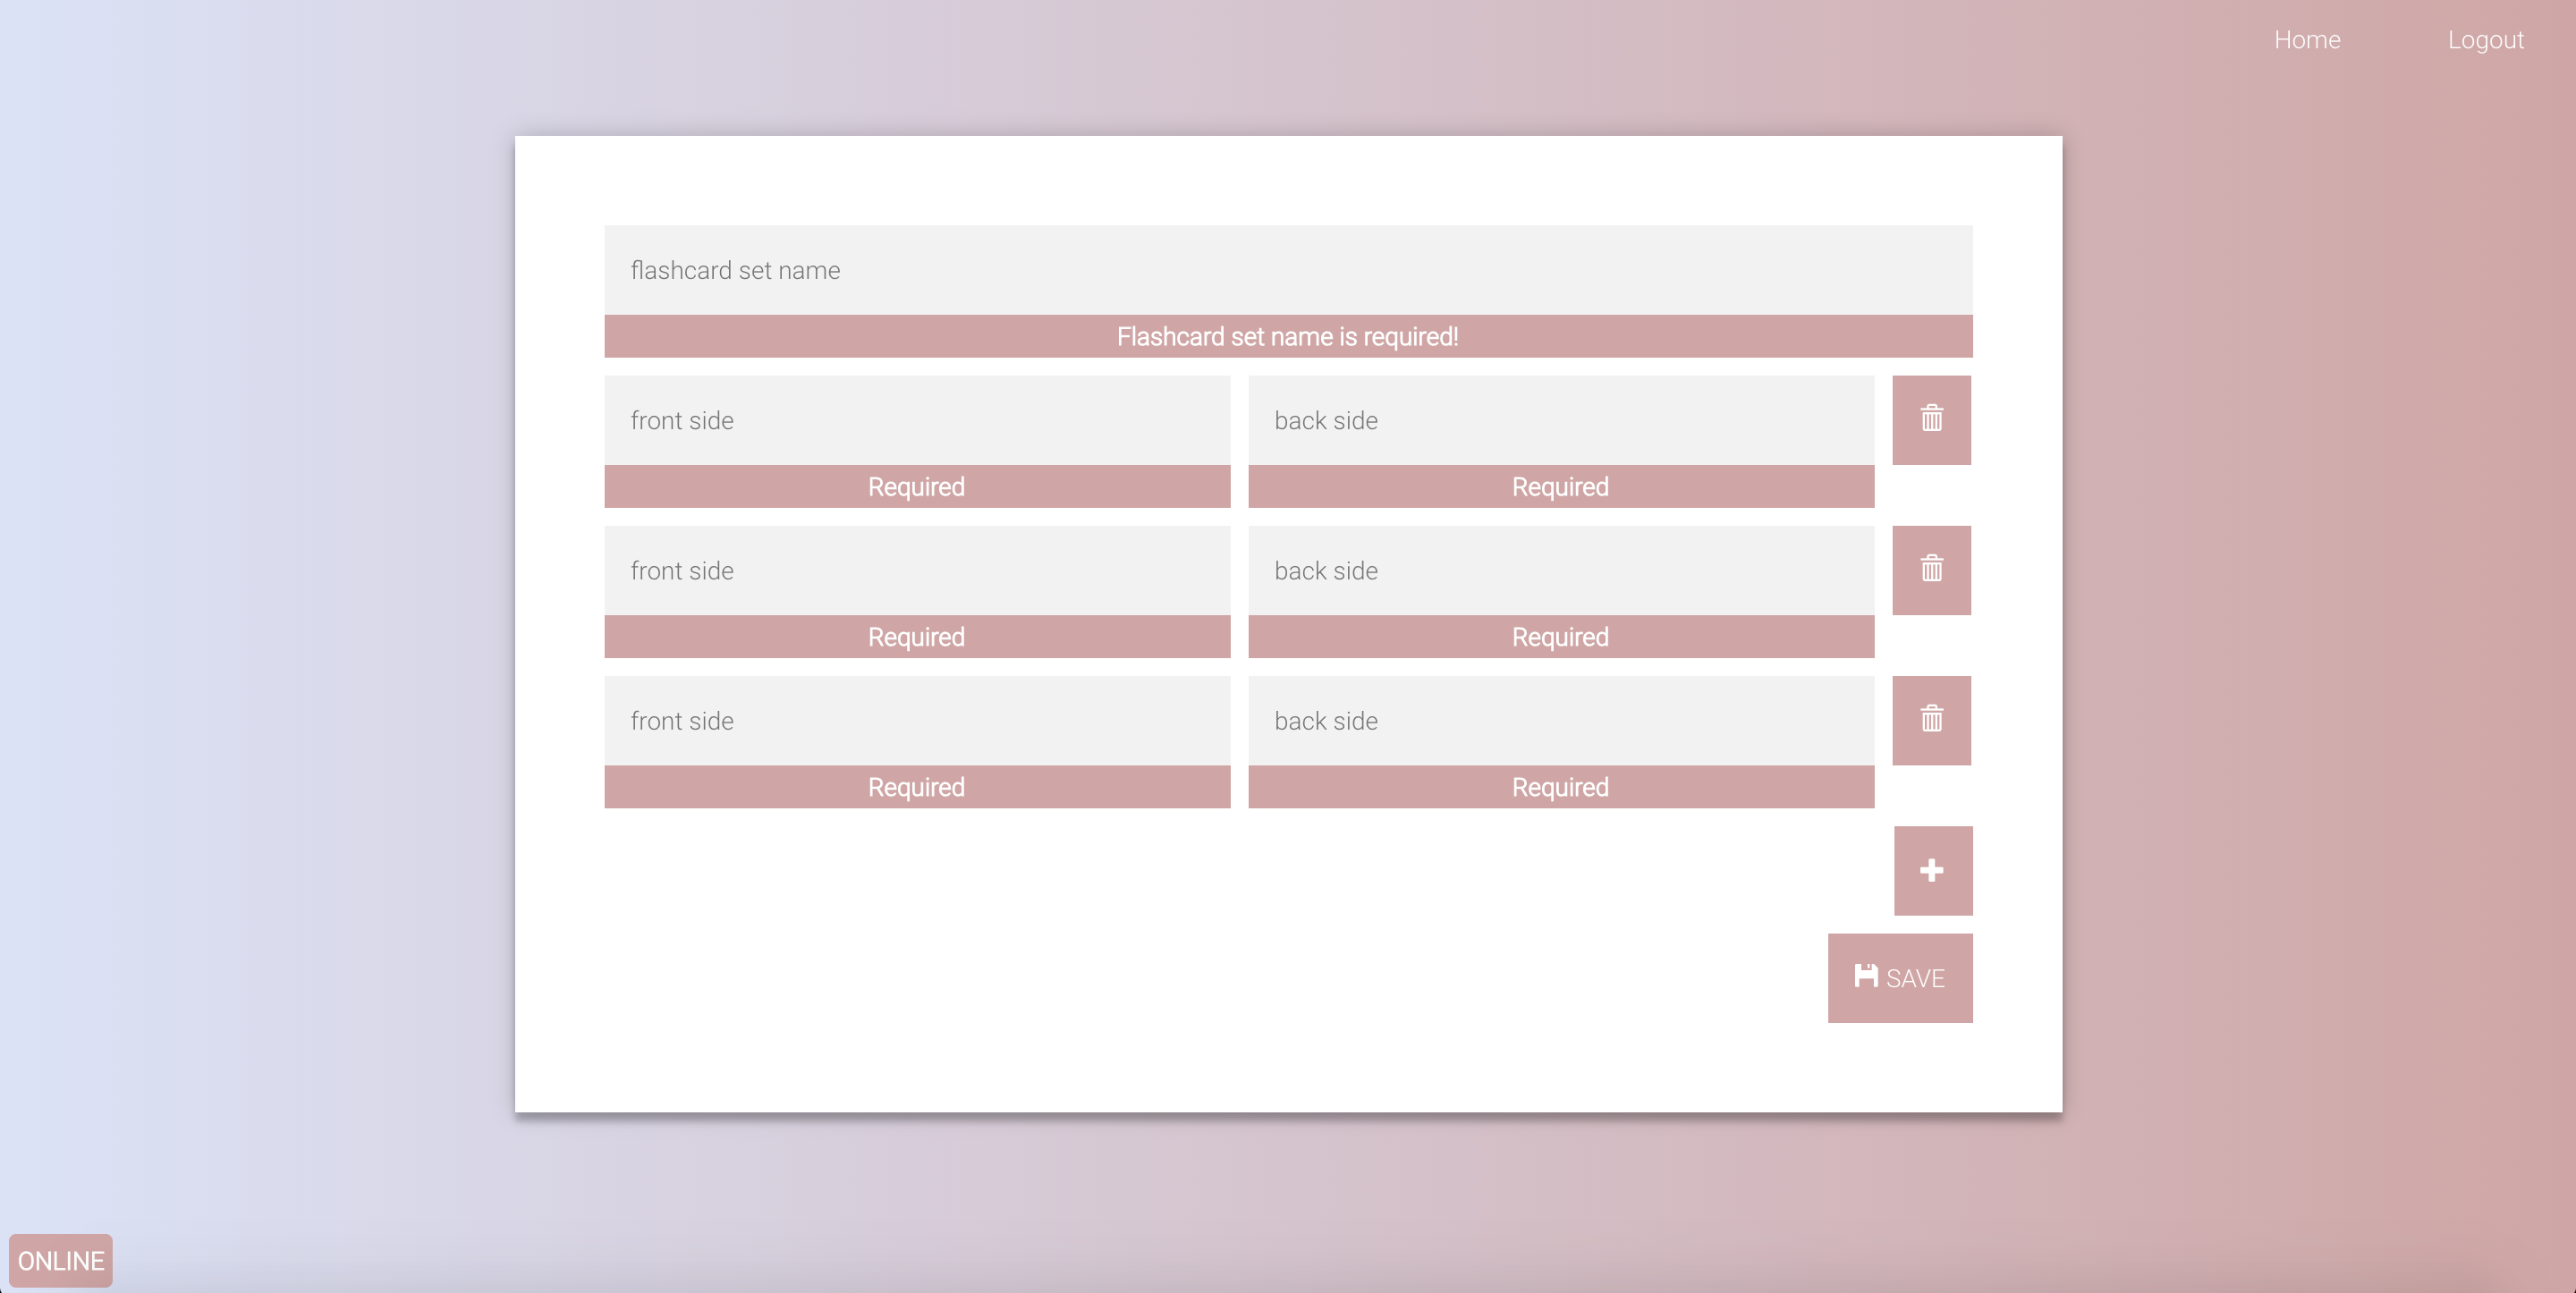 Home Logout
flashcard set name
Flashcard set name is required!
front side back side
Required Required
front side back side
Required Required
front side back side
Required Required
SAVE
ONLINE